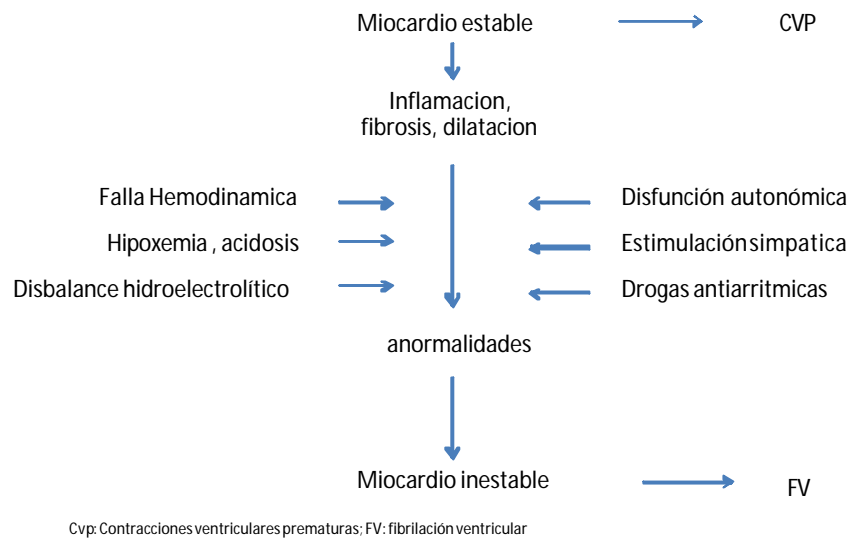 Miocardio estable CVP
Inflamacion,
fibrosis, dilatacion
Falla Hemodinamica Disfunción autonómica
Hipoxemia , acidosis Estimulación simpatica
Disbalance hidroelectrolítico Drogas antiarritmicas
anormalidades
Miocardio inestable FV
Cvp: Contracciones ventriculares prematuras; FV: fibrilación ventricular